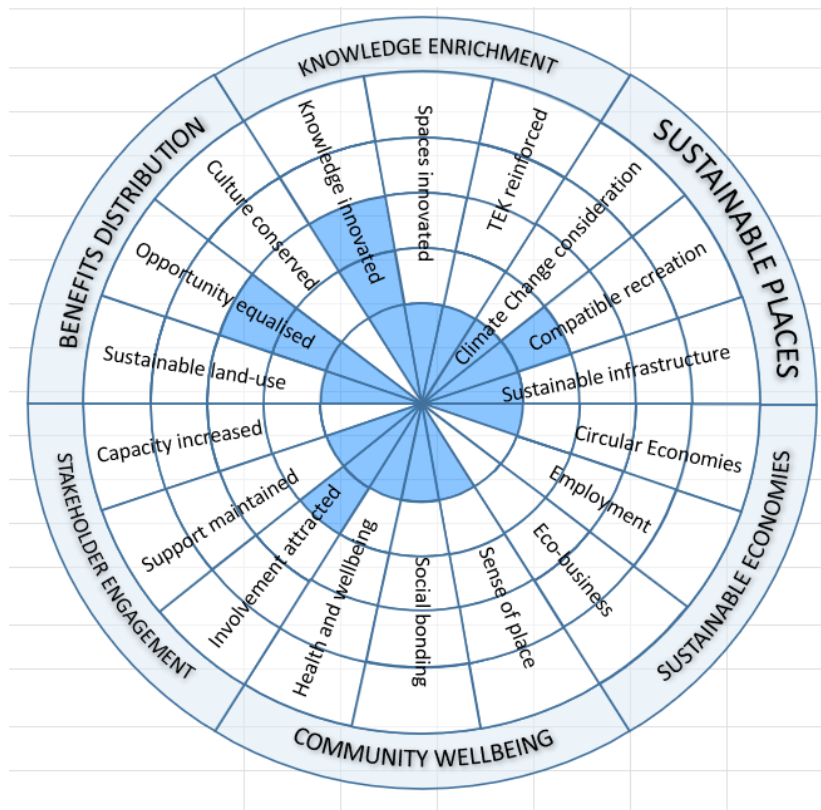 KNOWLEDGE ENRICHMENT
SUSTAINABLE PLACES
SUSTAINABLE ECONOMIES
COMMUNITY WELLBEING
STAKEHOLDER ENGAGEMENT
BENEFITS DISTRIBUTION
Knowledge innovated
Spaces innovated
TEK reinforced
Climate Change consideration
Compatible recreation
Sustainable infrastructure
Circular Economies
Employment
Eco-business
Sense of place
Social bonding
Health and wellbeing
Involvement attracted
Support maintained
Capacity increased
Sustainable land-use
Opportunity equalised
Culture conserved